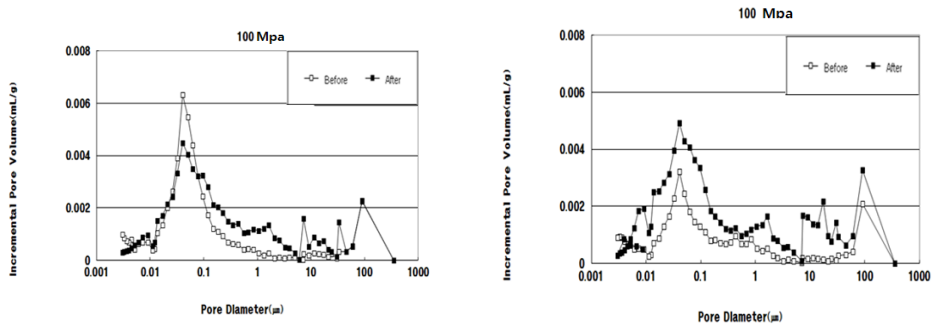 100 Mpa
0.008
0.006
0.004
0.002
0
Incremental Pore Volume(mL/g)
Before After
0.001 0.01 0.1 1 10 100 1000
Pore Diameter(㎛)
100 Mpa
0.008
0.006
0.004
0.002
0
Incremental Pore Volume(mL/g)
Before After
0.001 0.01 0.1 1 10 100 1000
Pore Diameter(㎛)